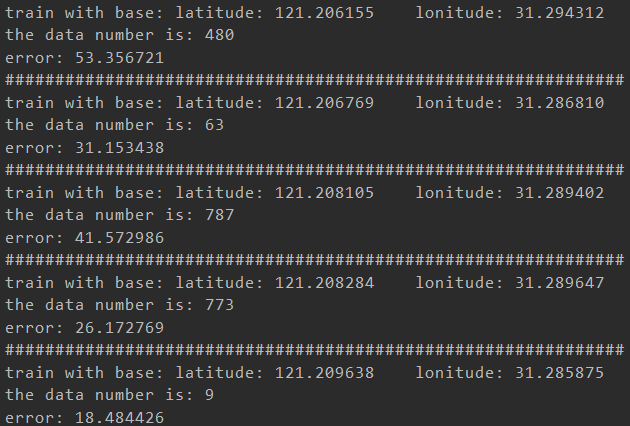 train with base: latitude: 121.206155    lonitude: 31.294312
the data number is: 480
error: 53.356721
##############################################################
train with base: latitude: 121.206769    lonitude: 31.286810
the data number is: 63
error: 31.153438
##############################################################
train with base: latitude: 121.208105    lonitude: 31.289402
the data number is: 787
error: 41.572986
##############################################################
train with base: latitude: 121.208284    lonitude: 31.289647
the data number is: 773
error: 26.172769
##############################################################
train with base: latitude: 121.209638    lonitude: 31.285875
the data number is: 9
error: 18.484426